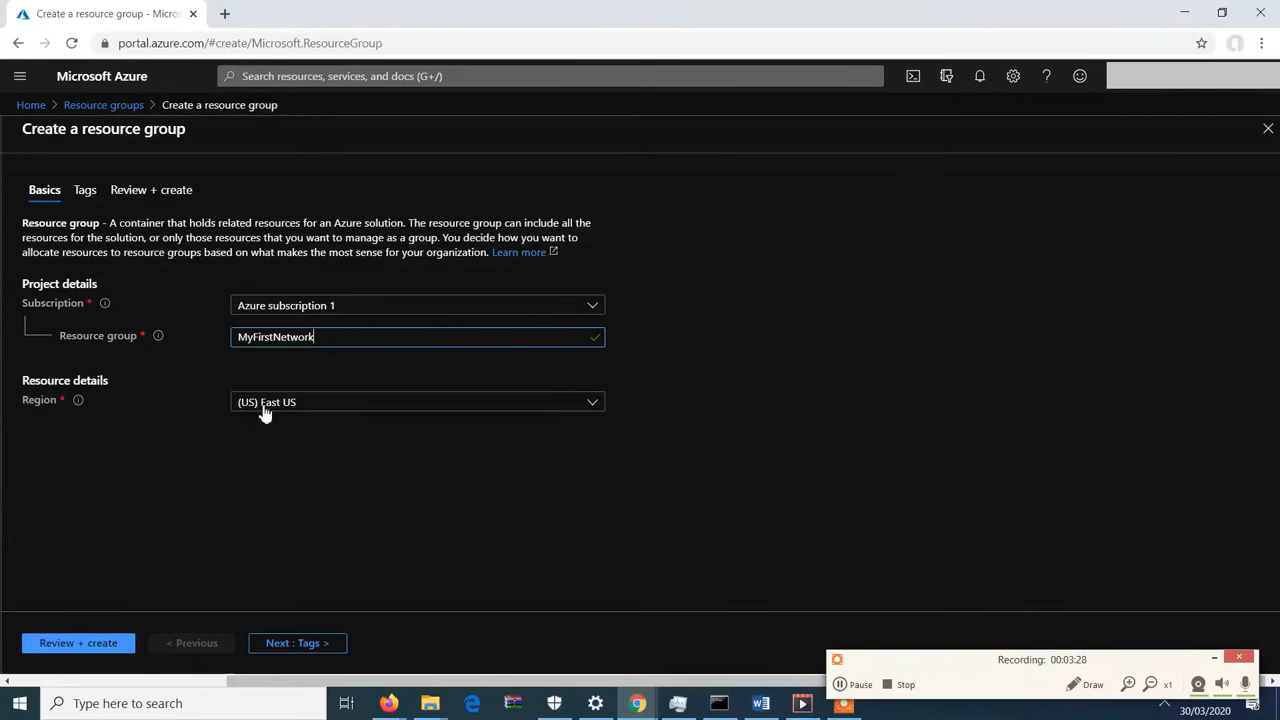 Create a resource group - Micros
portal.azure.com/#create/Microsoft.ResourceGroup
Microsoft Azure
Search resources, services, and docs (G+/)
Home > Resource groups > Create a resource group
Create a resource group
Basics Tags Review + create
Resource group - A container that holds related resources for an Azure solution. The resource group can include all the
resources for the solution, or only those resources that you want to manage as a group. You decide how you want to
allocate resources to resource groups based on what makes the most sense for your organization. Learn more
Project details
Subscription * Azure subscription 1
Resource group * MyFirstNetwork
Resource details
Region * (US) East US
Review + create < Previous Next : Tags >
Recording: 00:03:28
Pause Stop Draw x1
Type here to search
30/03/2020